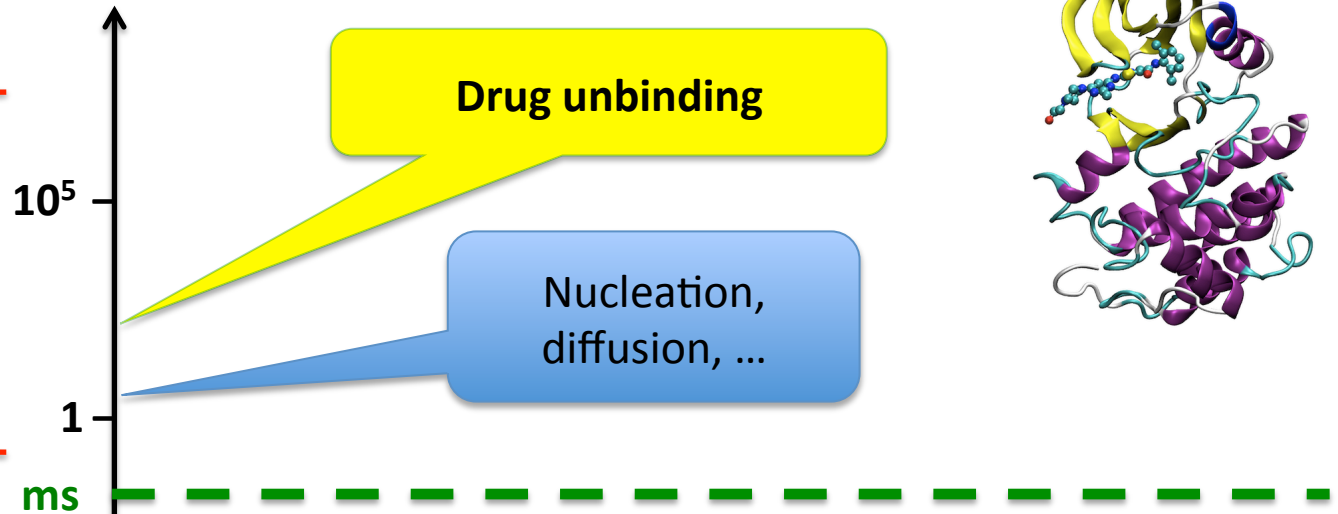 Drug unbinding
10⁵
Nucleation,
diffusion, ...
1
ms